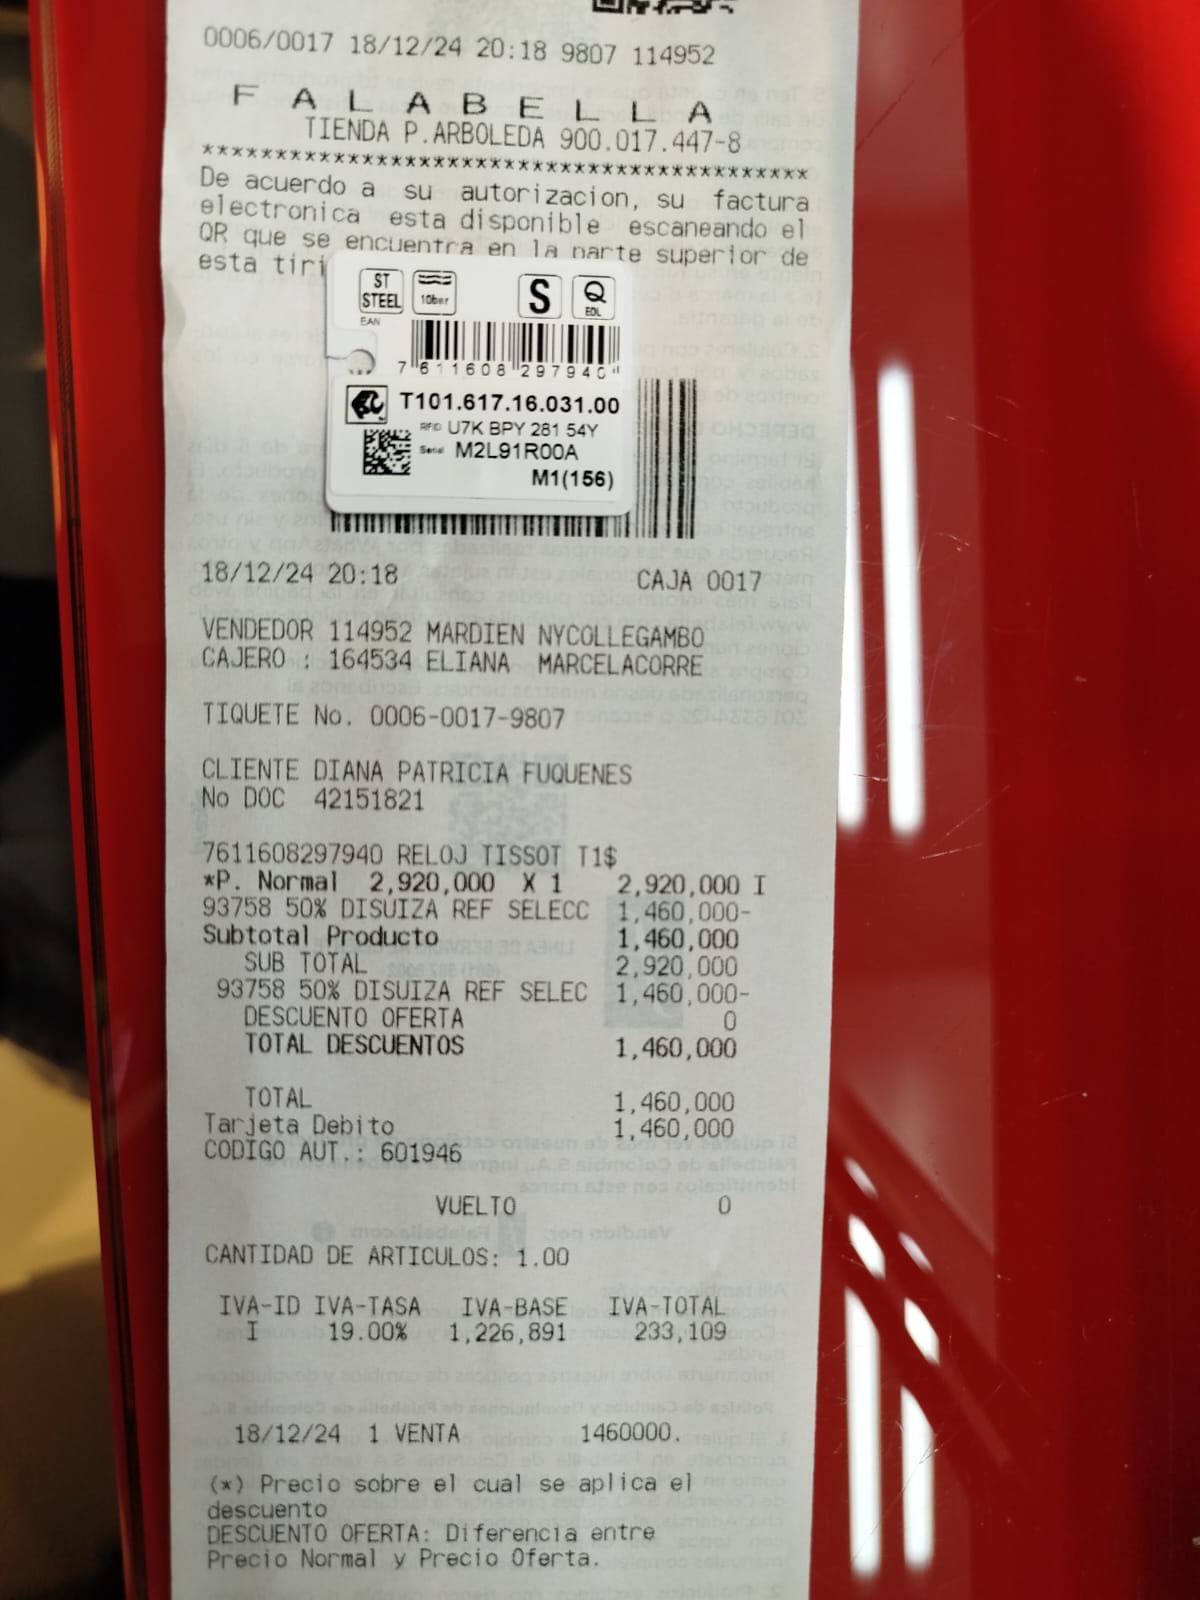 0006/0017 18/12/24 20:18 9807 114952
FALABELLA
TIENDA P.ARBOLEDA 900.017.447-8
******************************************
De acuerdo a su autorizacion, su factura
electronica esta disponible escaneando el
QR que se encuentra en la parte superior de
esta tiri
ST STEEL
10bar
S
Q
EDL
EAN
7 611608 297940
T101.617.16.031.00
RFID U7K BPY 281 54Y
Serial M2L91R00A
M1(156)
18/12/24 20:18 CAJA 0017
VENDEDOR 114952 MARDIEN NYCOLLEGAMBO
CAJERO : 164534 ELIANA MARCELACORRE
TIQUETE No. 0006-0017-9807
CLIENTE DIANA PATRICIA FUQUENES
No DOC 42151821
7611608297940 RELOJ TISSOT T1$
*P. Normal 2,920,000 X 1 2,920,000 I
93758 50% DISUIZA REF SELECC 1,460,000-
Subtotal Producto 1,460,000
SUB TOTAL 2,920,000
93758 50% DISUIZA REF SELEC 1,460,000-
DESCUENTO OFERTA 0
TOTAL DESCUENTOS 1,460,000
TOTAL 1,460,000
Tarjeta Debito 1,460,000
CODIGO AUT.: 601946
VUELTO 0
CANTIDAD DE ARTICULOS: 1.00
IVA-ID IVA-TASA IVA-BASE IVA-TOTAL
I 19.00% 1,226,891 233,109
18/12/24 1 VENTA 1460000.
(*) Precio sobre el cual se aplica el
descuento
DESCUENTO OFERTA: Diferencia entre
Precio Normal y Precio Oferta.